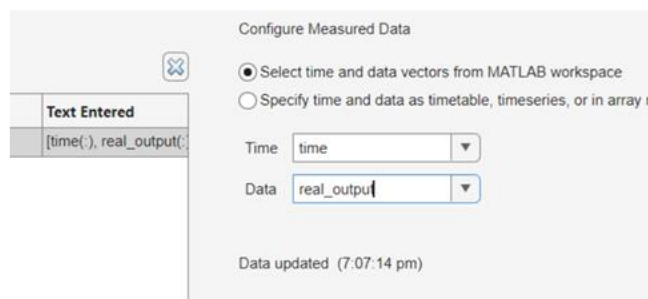 Configure Measured Data
Select time and data vectors from MATLAB workspace
Specify time and data as timetable, timeseries, or in array
Text Entered
[time(:), real_output(:
Time time
Data real_output
Data updated (7:07:14 pm)